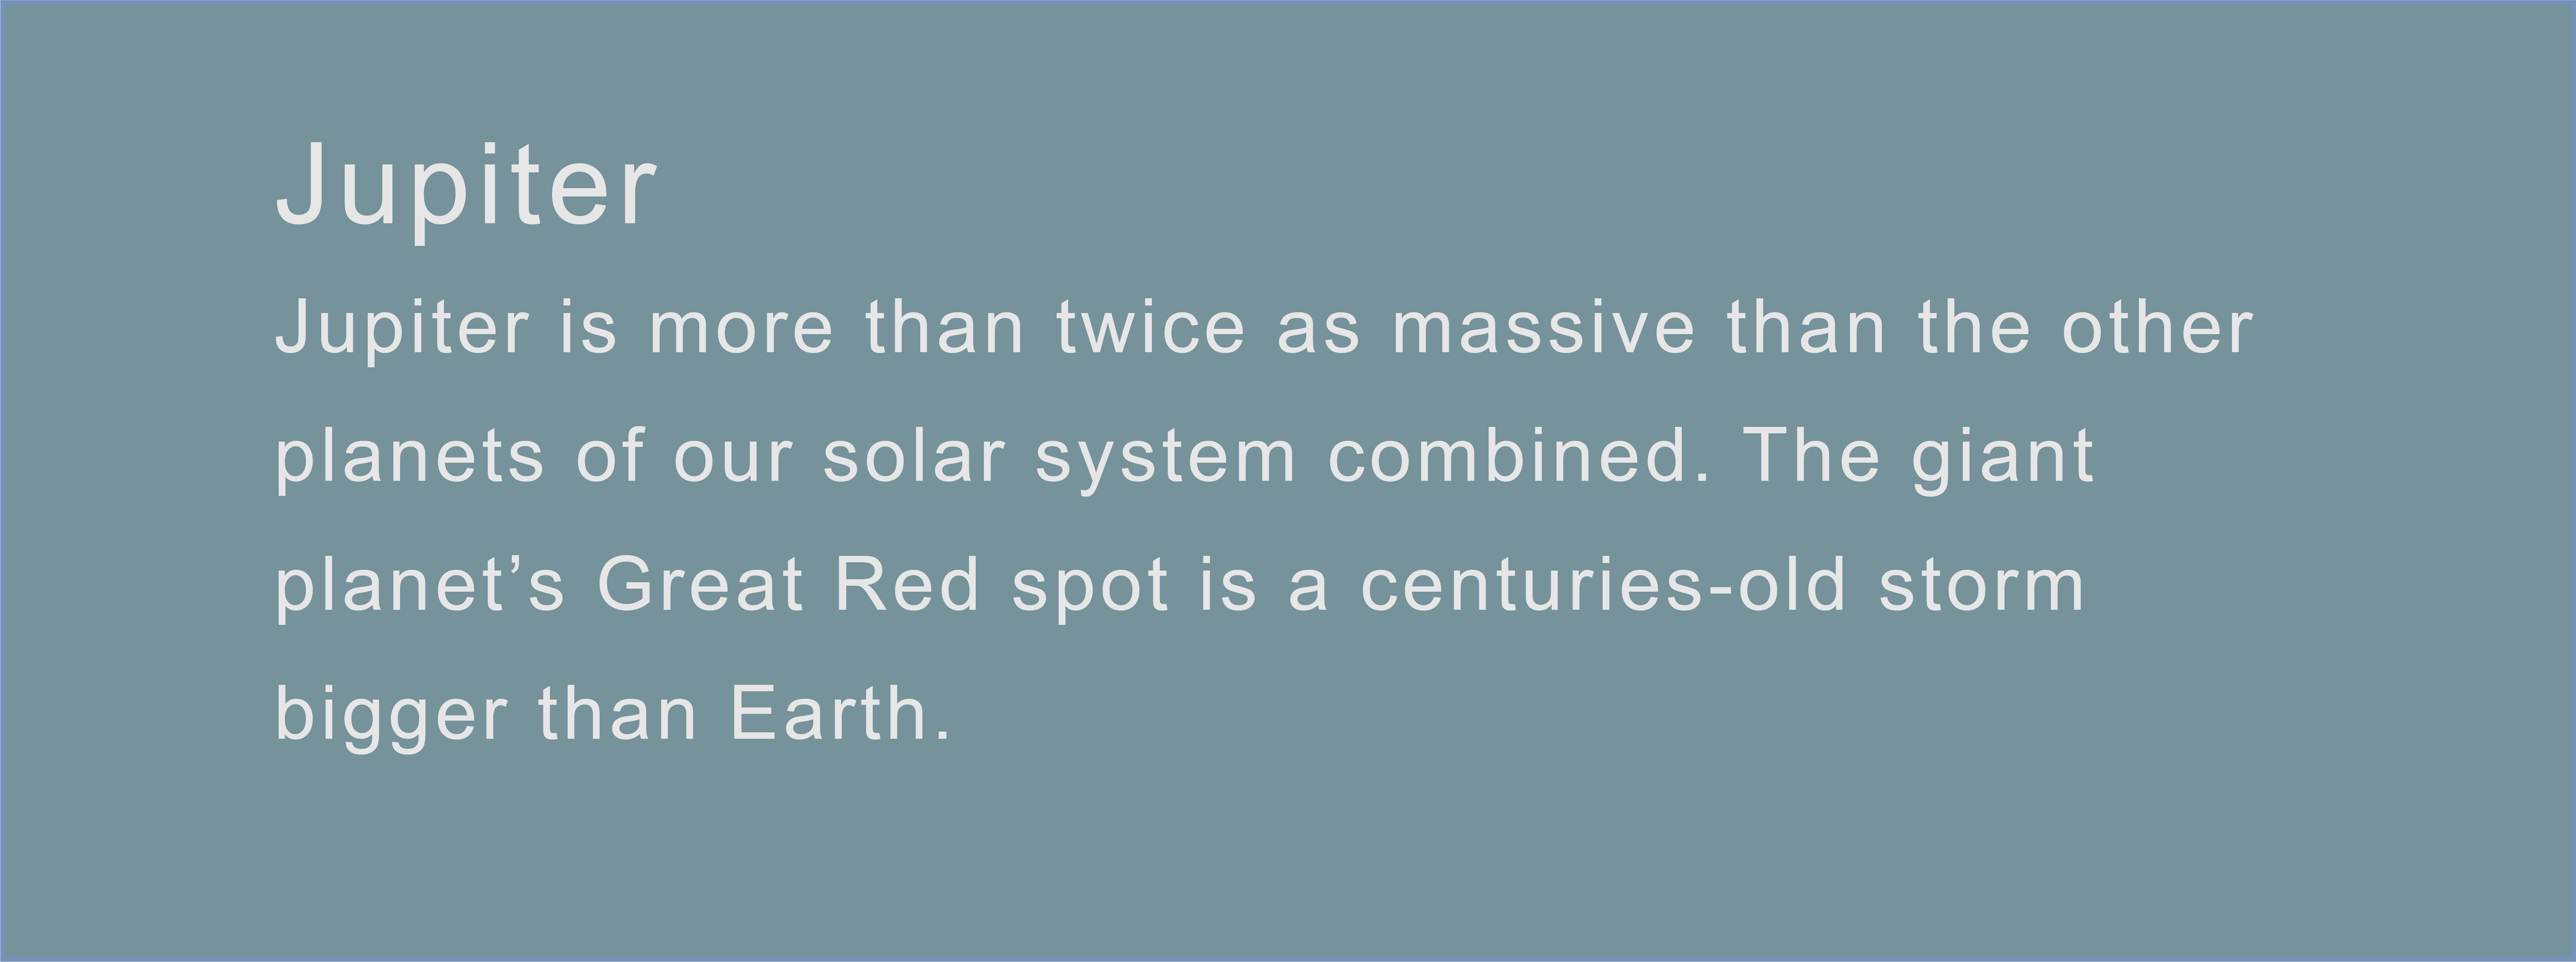 Jupiter
Jupiter is more than twice as massive than the other
planets of our solar system combined. The giant
planet’s Great Red spot is a centuries-old storm
bigger than Earth.